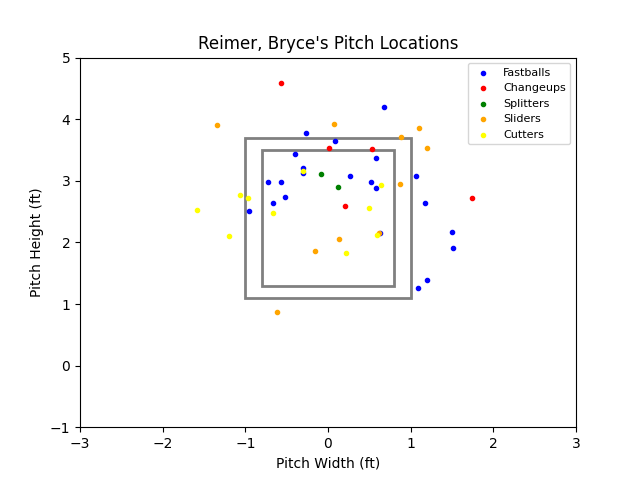 Reimer, Bryce's Pitch Locations
Fastballs
Changeups
Splitters
Sliders
Cutters
5
4
3
2
1
0
−1
Pitch Height (ft)
−3 −2 −1 0 1 2 3
Pitch Width (ft)